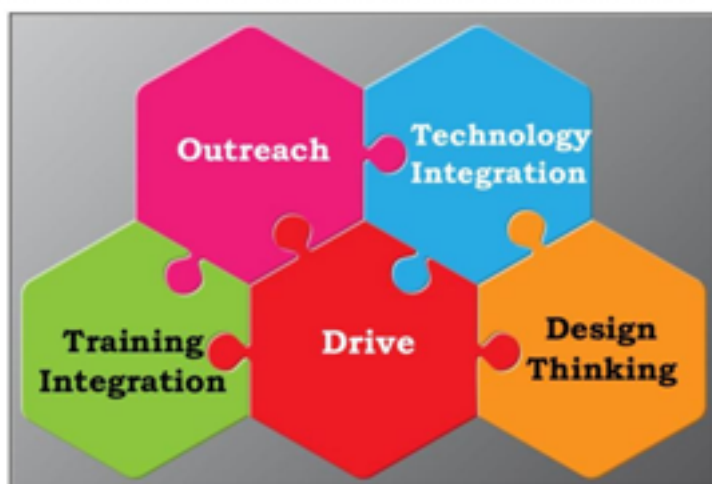 Outreach
Technology
Integration
Training
Integration
Drive
Design
Thinking